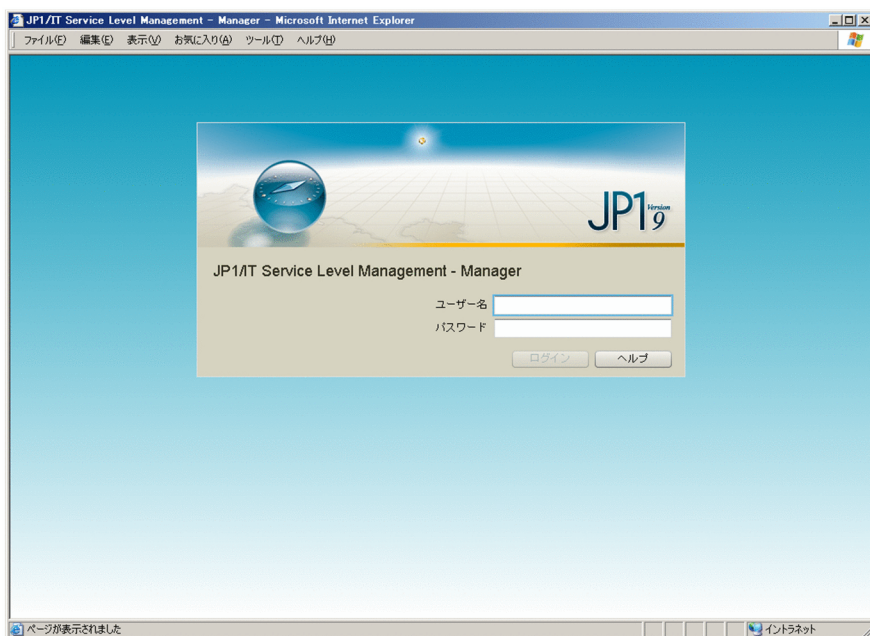 JP1/IT Service Level Management - Manager - Microsoft Internet Explorer
ファイル(F) 編集(E) 表示(V) お気に入り(A) ツール(T) ヘルプ(H)
JP1 Version 9
JP1/IT Service Level Management - Manager
ユーザー名
パスワード
ログイン ヘルプ
ページが表示されました イントラネット